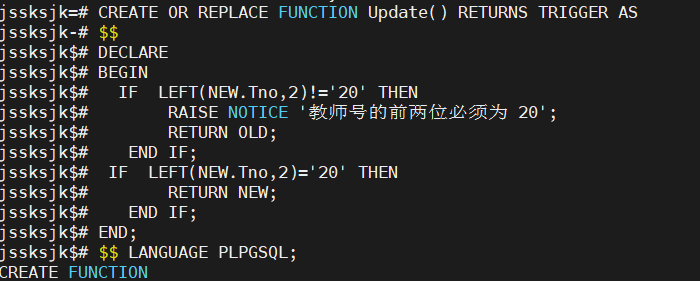 jssksjk=# CREATE OR REPLACE FUNCTION Update() RETURNS TRIGGER AS
jssksjk-# $$
jssksjk$# DECLARE
jssksjk$# BEGIN
jssksjk$#   IF  LEFT(NEW.Tno,2)!='20' THEN
jssksjk$#        RAISE NOTICE '教师号的前两位必须为 20';
jssksjk$#        RETURN OLD;
jssksjk$#    END IF;
jssksjk$#  IF  LEFT(NEW.Tno,2)='20' THEN
jssksjk$#        RETURN NEW;
jssksjk$#    END IF;
jssksjk$# END;
jssksjk$# $$ LANGUAGE PLPGSQL;
CREATE FUNCTION